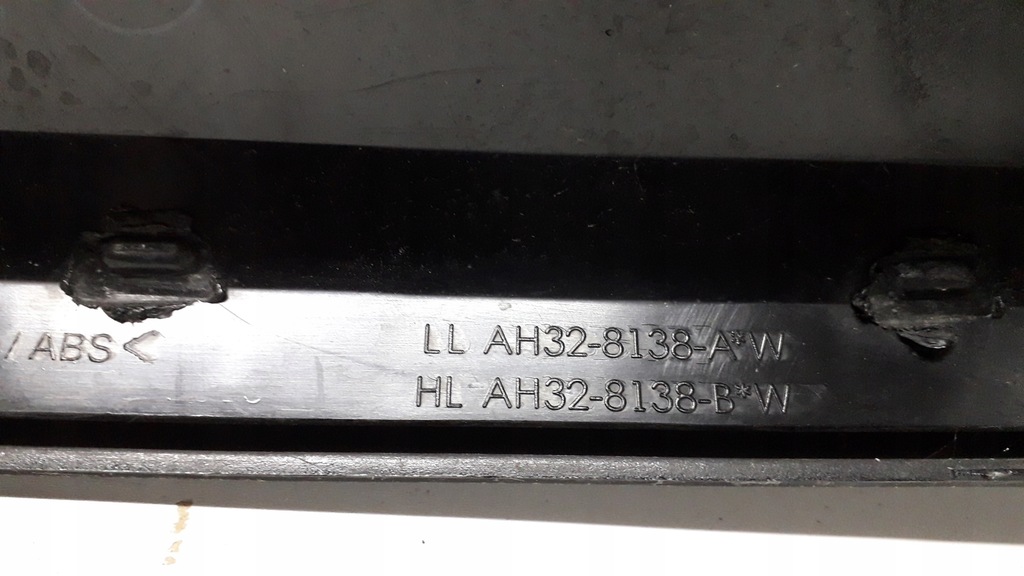 / ABS<
LL AH32-8138-A*W
HL AH32-8138-B*W